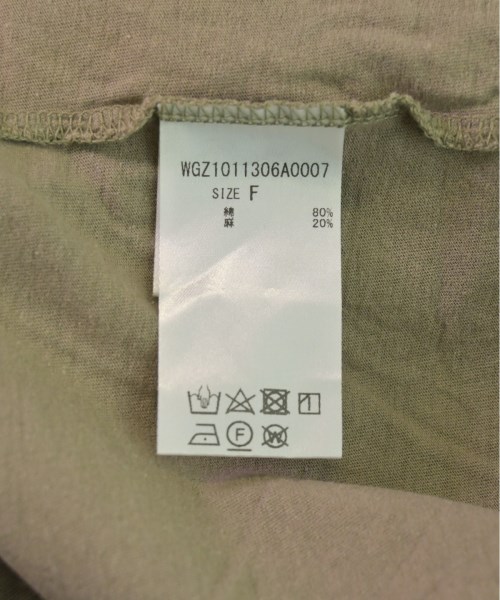 WGZ1011306A0007
SIZE F
綿 80%
麻 20%
F
W